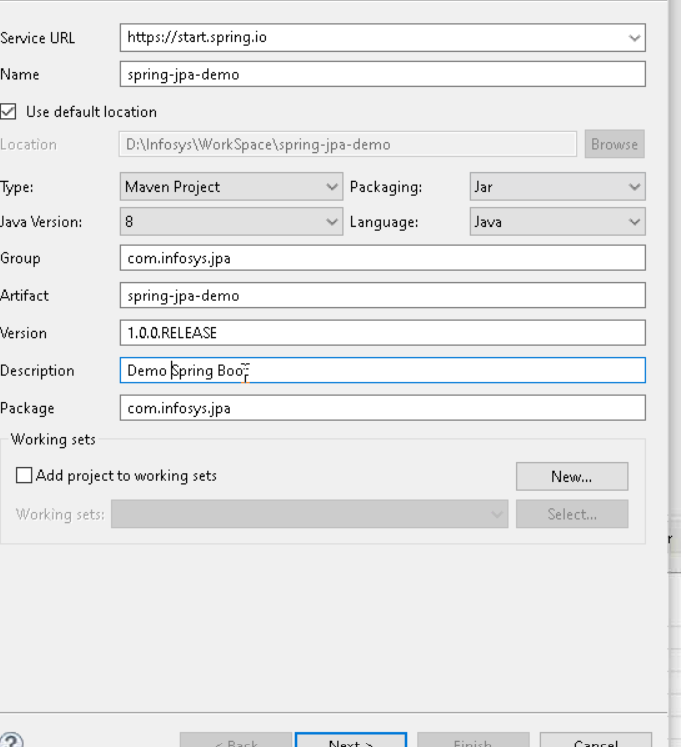 Service URL https://start.spring.io
Name spring-jpa-demo
Use default location
Location D:\Infosys\WorkSpace\spring-jpa-demo Browse
Type: Maven Project Packaging: Jar
Java Version: 8 Language: Java
Group com.infosys.jpa
Artifact spring-jpa-demo
Version 1.0.0.RELEASE
Description Demo Spring Boot
Package com.infosys.jpa
Working sets
Add project to working sets New...
Working sets: Select...
r
? < Back Next > Finish Cancel